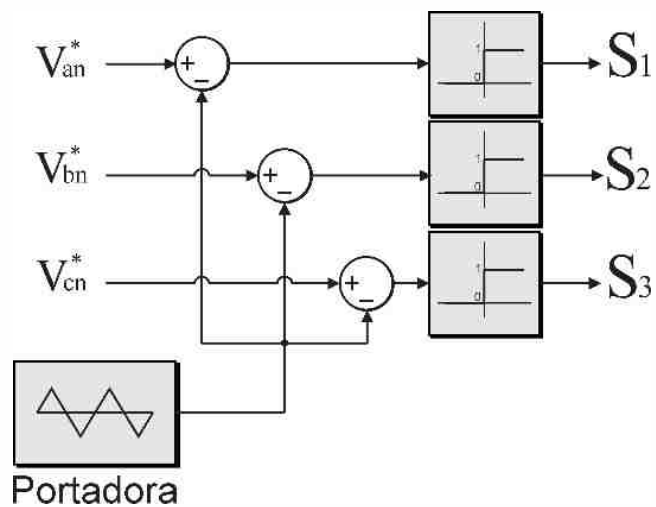 V*an + − 1 0 S1
V*bn + − 1 0 S2
V*cn + − 1 0 S3
Portadora